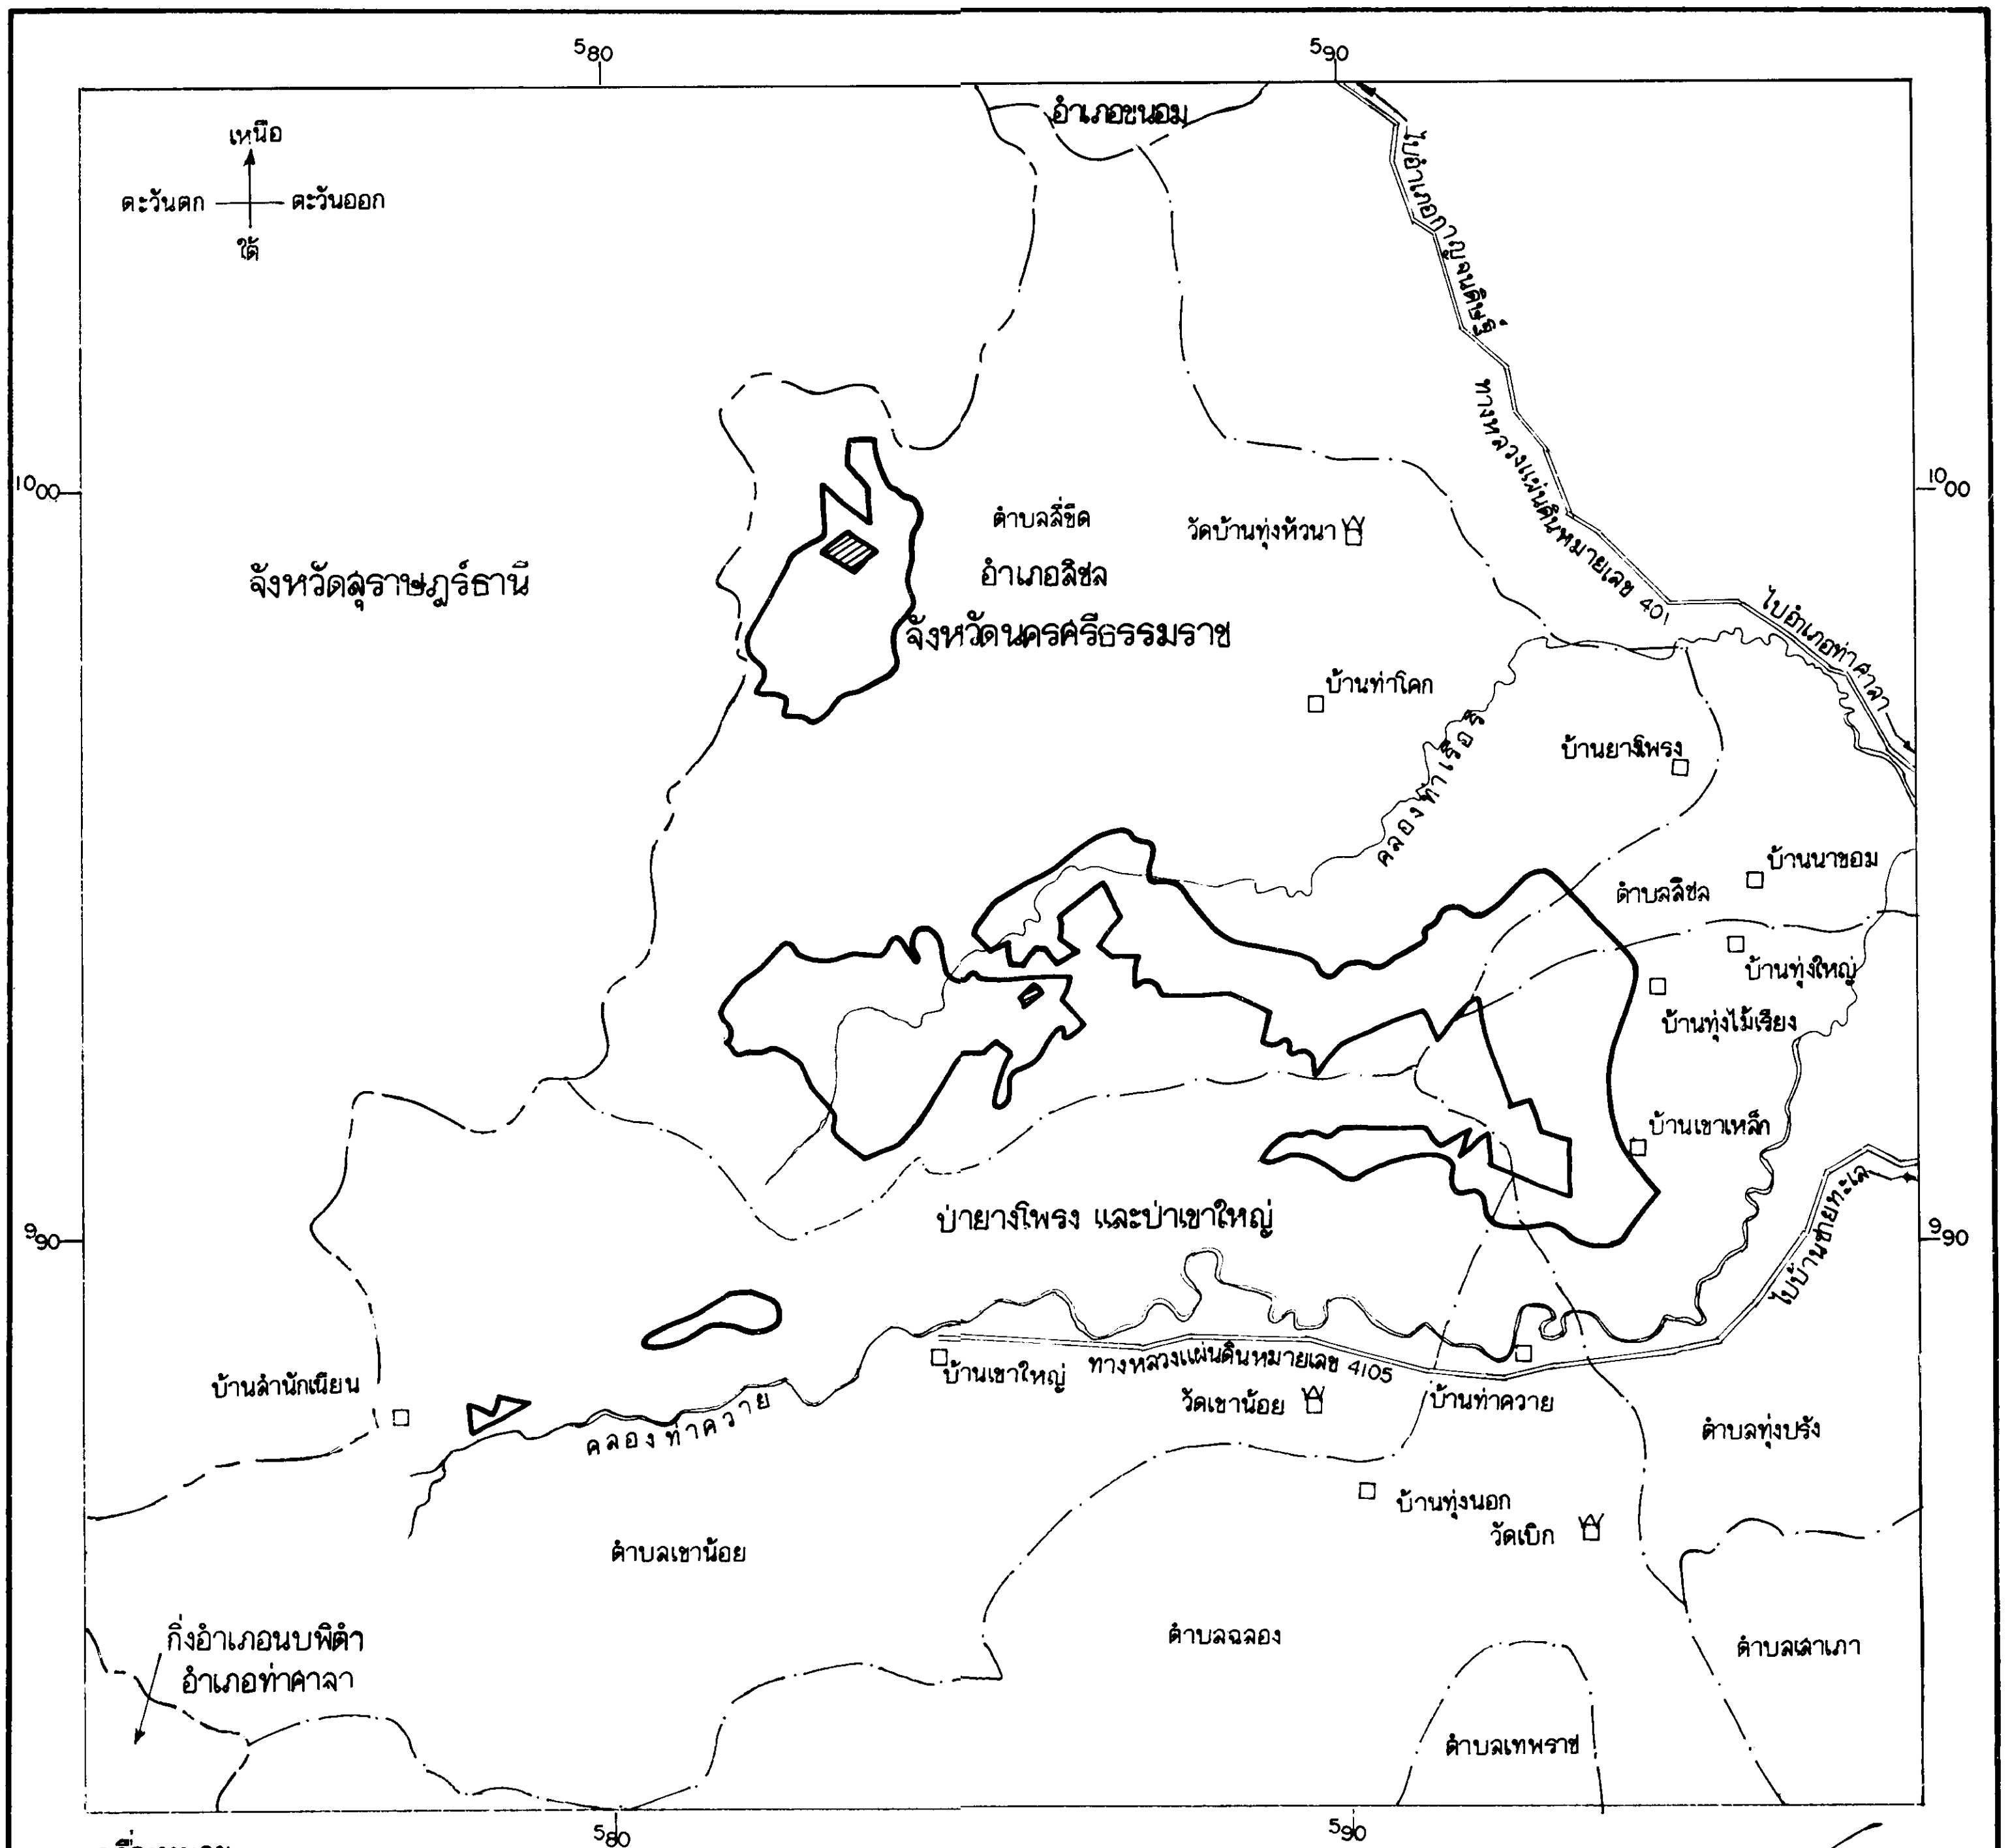 580
590
อำเภอขนอม
เหนือ
ตะวันตก
ตะวันออก
ใต้
ไปอำเภอกาญจนดิษฐ์
ทางหลวงแผ่นดินหมายเลข 401
1000
1000
ตำบลสี่ขีด
วัดบ้านทุ่งหัวนา
อำเภอสิชล
จังหวัดสุราษฎร์ธานี
จังหวัดนครศรีธรรมราช
ไปอำเภอท่าศาลา
บ้านท่าโคก
บ้านยางโพรง
คลองท่าเรือรี
บ้านนาขอม
ตำบลสิชล
บ้านทุ่งใหญ่
บ้านทุ่งไม้เรียง
บ้านเขาเหล็ก
ป่ายางโพรง และป่าเขาใหญ่
990
990
ไปบ้านชายทะเล
บ้านสำนักเนียน
บ้านเขาใหญ่
ทางหลวงแผ่นดินหมายเลข 4105
คลองท่าควาย
วัดเขาน้อย
บ้านท่าควาย
ตำบลทุ่งปรัง
บ้านทุ่งนอก
วัดเบิก
ตำบลเขาน้อย
กิ่งอำเภอนบพิตำ
อำเภอท่าศาลา
ตำบลฉลอง
ตำบลเสาเภา
ตำบลเทพราช
580
590